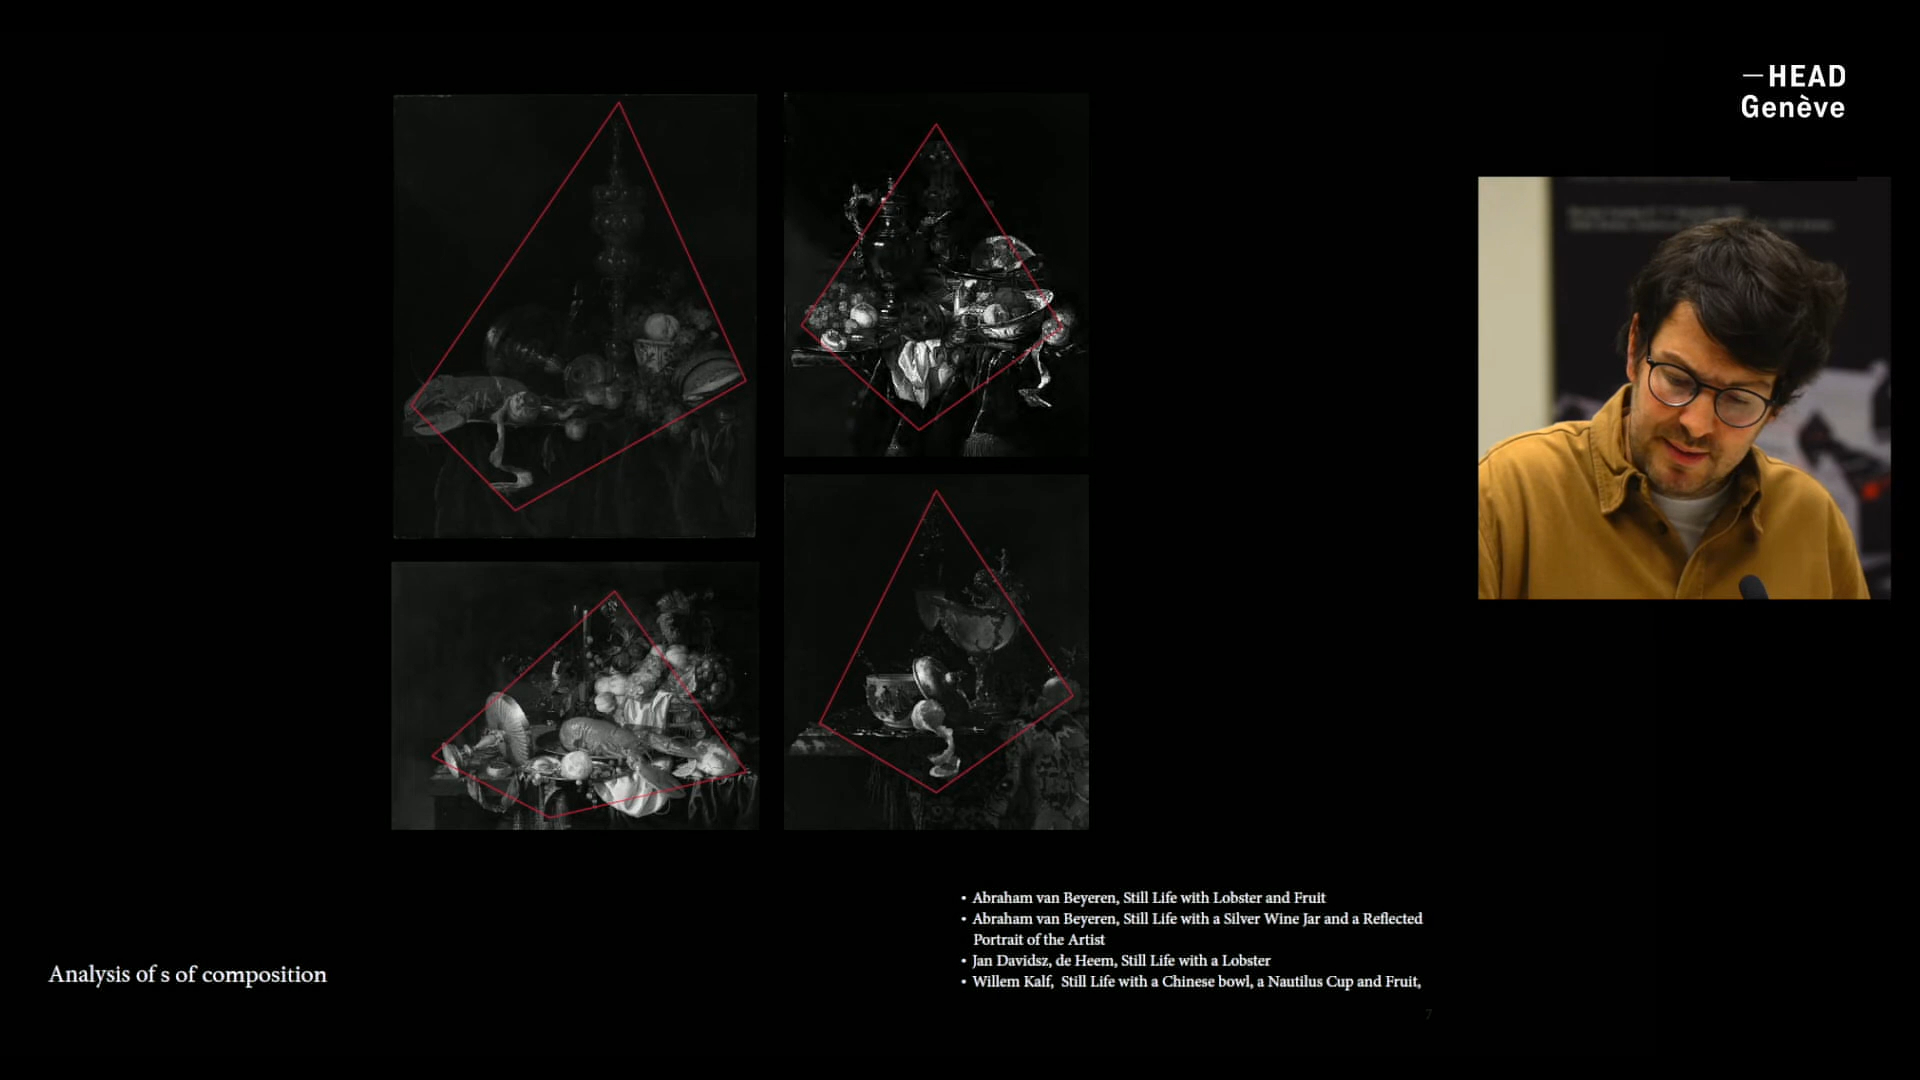 —HEAD
Genève
• Abraham van Beyeren, Still Life with Lobster and Fruit
• Abraham van Beyeren, Still Life with a Silver Wine Jar and a Reflected
Portrait of the Artist
• Jan Davidsz, de Heem, Still Life with a Lobster
• Willem Kalf,  Still Life with a Chinese bowl, a Nautilus Cup and Fruit,
Analysis of s of composition
7